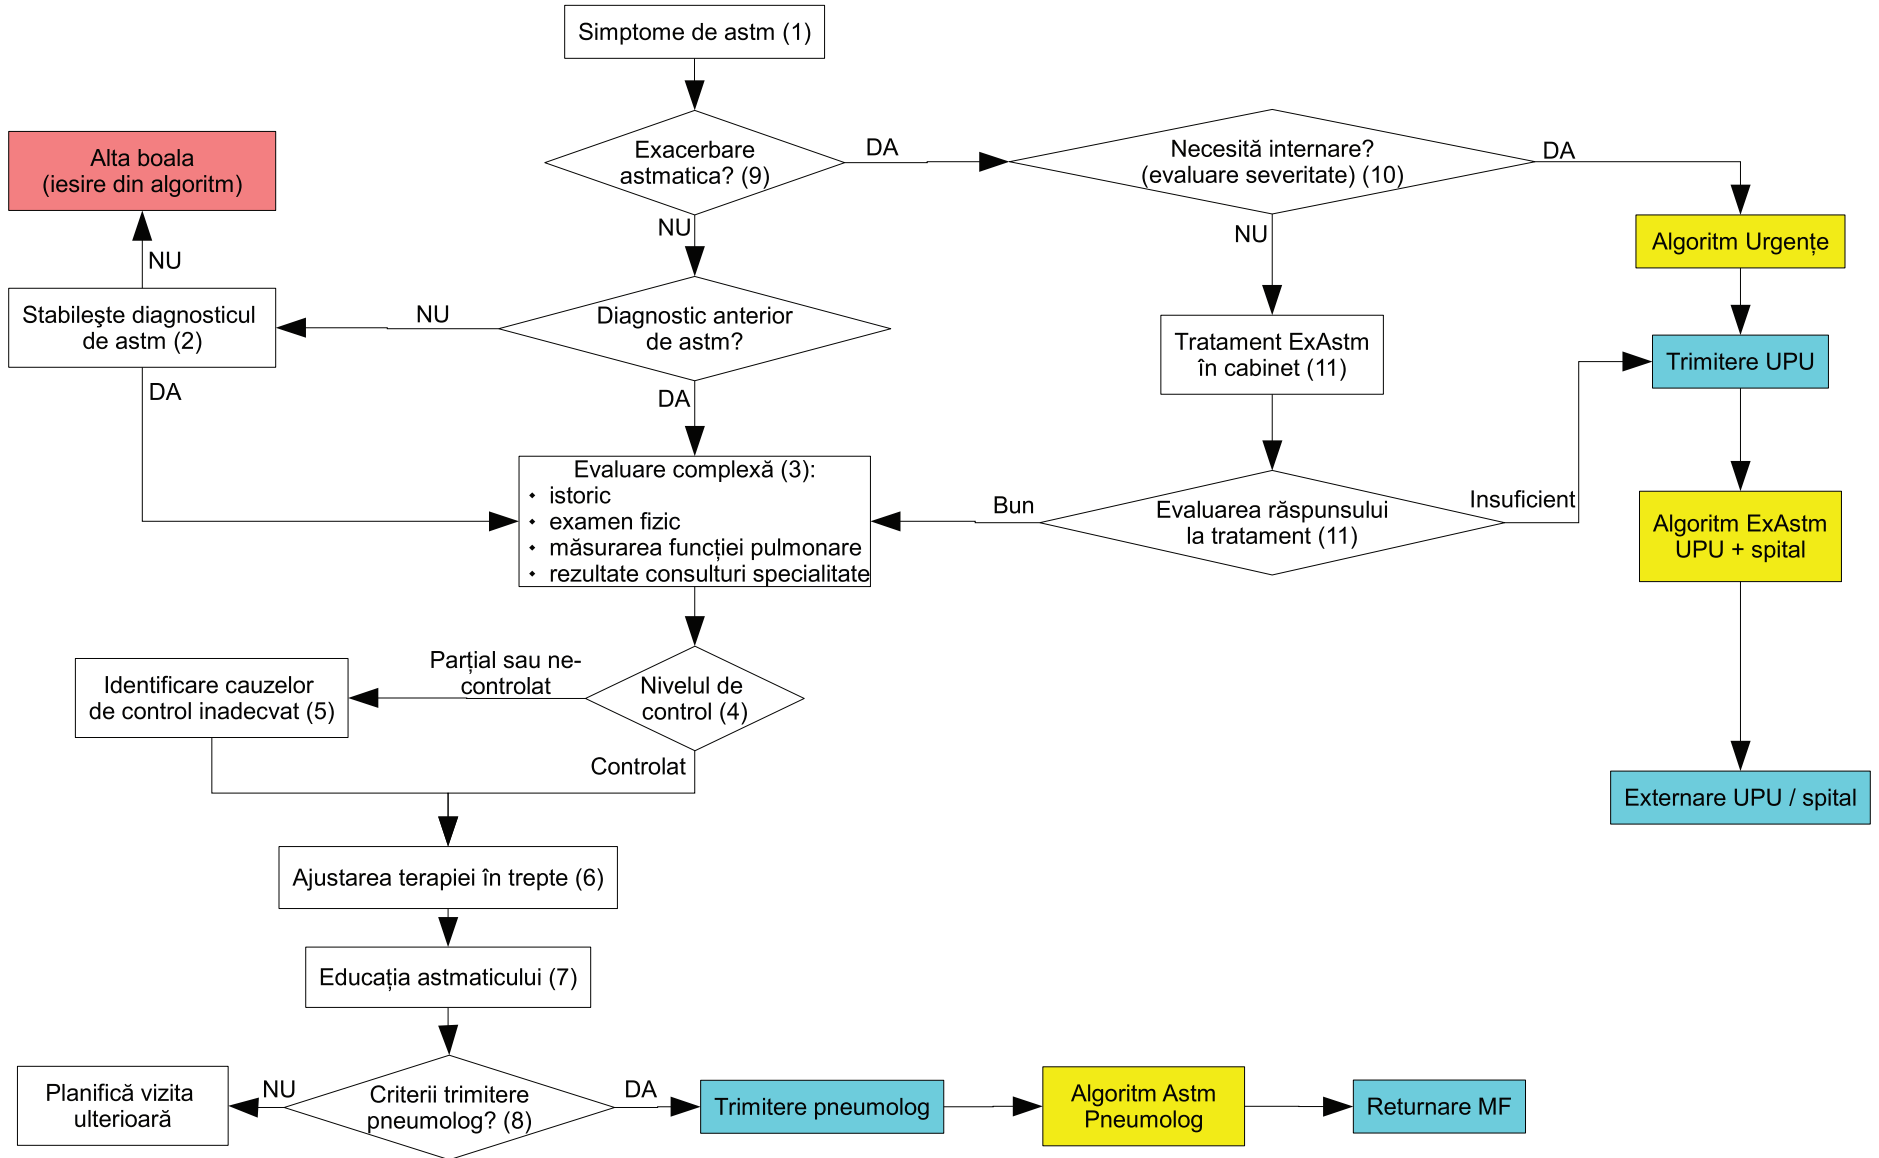 Simptome de astm (1)
Exacerbare
astmatica? (9)
DA
Necesită internare?
(evaluare severitate) (10)
DA
Alta boala
(iesire din algoritm)
NU
NU
NU
Algoritm Urgențe
Stabileşte diagnosticul
de astm (2)
NU
Diagnostic anterior
de astm?
Tratament ExAstm
în cabinet (11)
Trimitere UPU
DA
DA
Evaluare complexă (3):
• istoric
• examen fizic
• măsurarea funcției pulmonare
• rezultate consulturi specialitate
Bun
Evaluarea răspunsului
la tratament (11)
Insuficient
Algoritm ExAstm
UPU + spital
Identificare cauzelor
de control inadecvat (5)
Parțial sau ne-
controlat
Nivelul de
control (4)
Controlat
Externare UPU / spital
Ajustarea terapiei în trepte (6)
Educația astmaticului (7)
Planifică vizita
ulterioară
NU
Criterii trimitere
pneumolog? (8)
DA
Trimitere pneumolog
Algoritm Astm
Pneumolog
Returnare MF